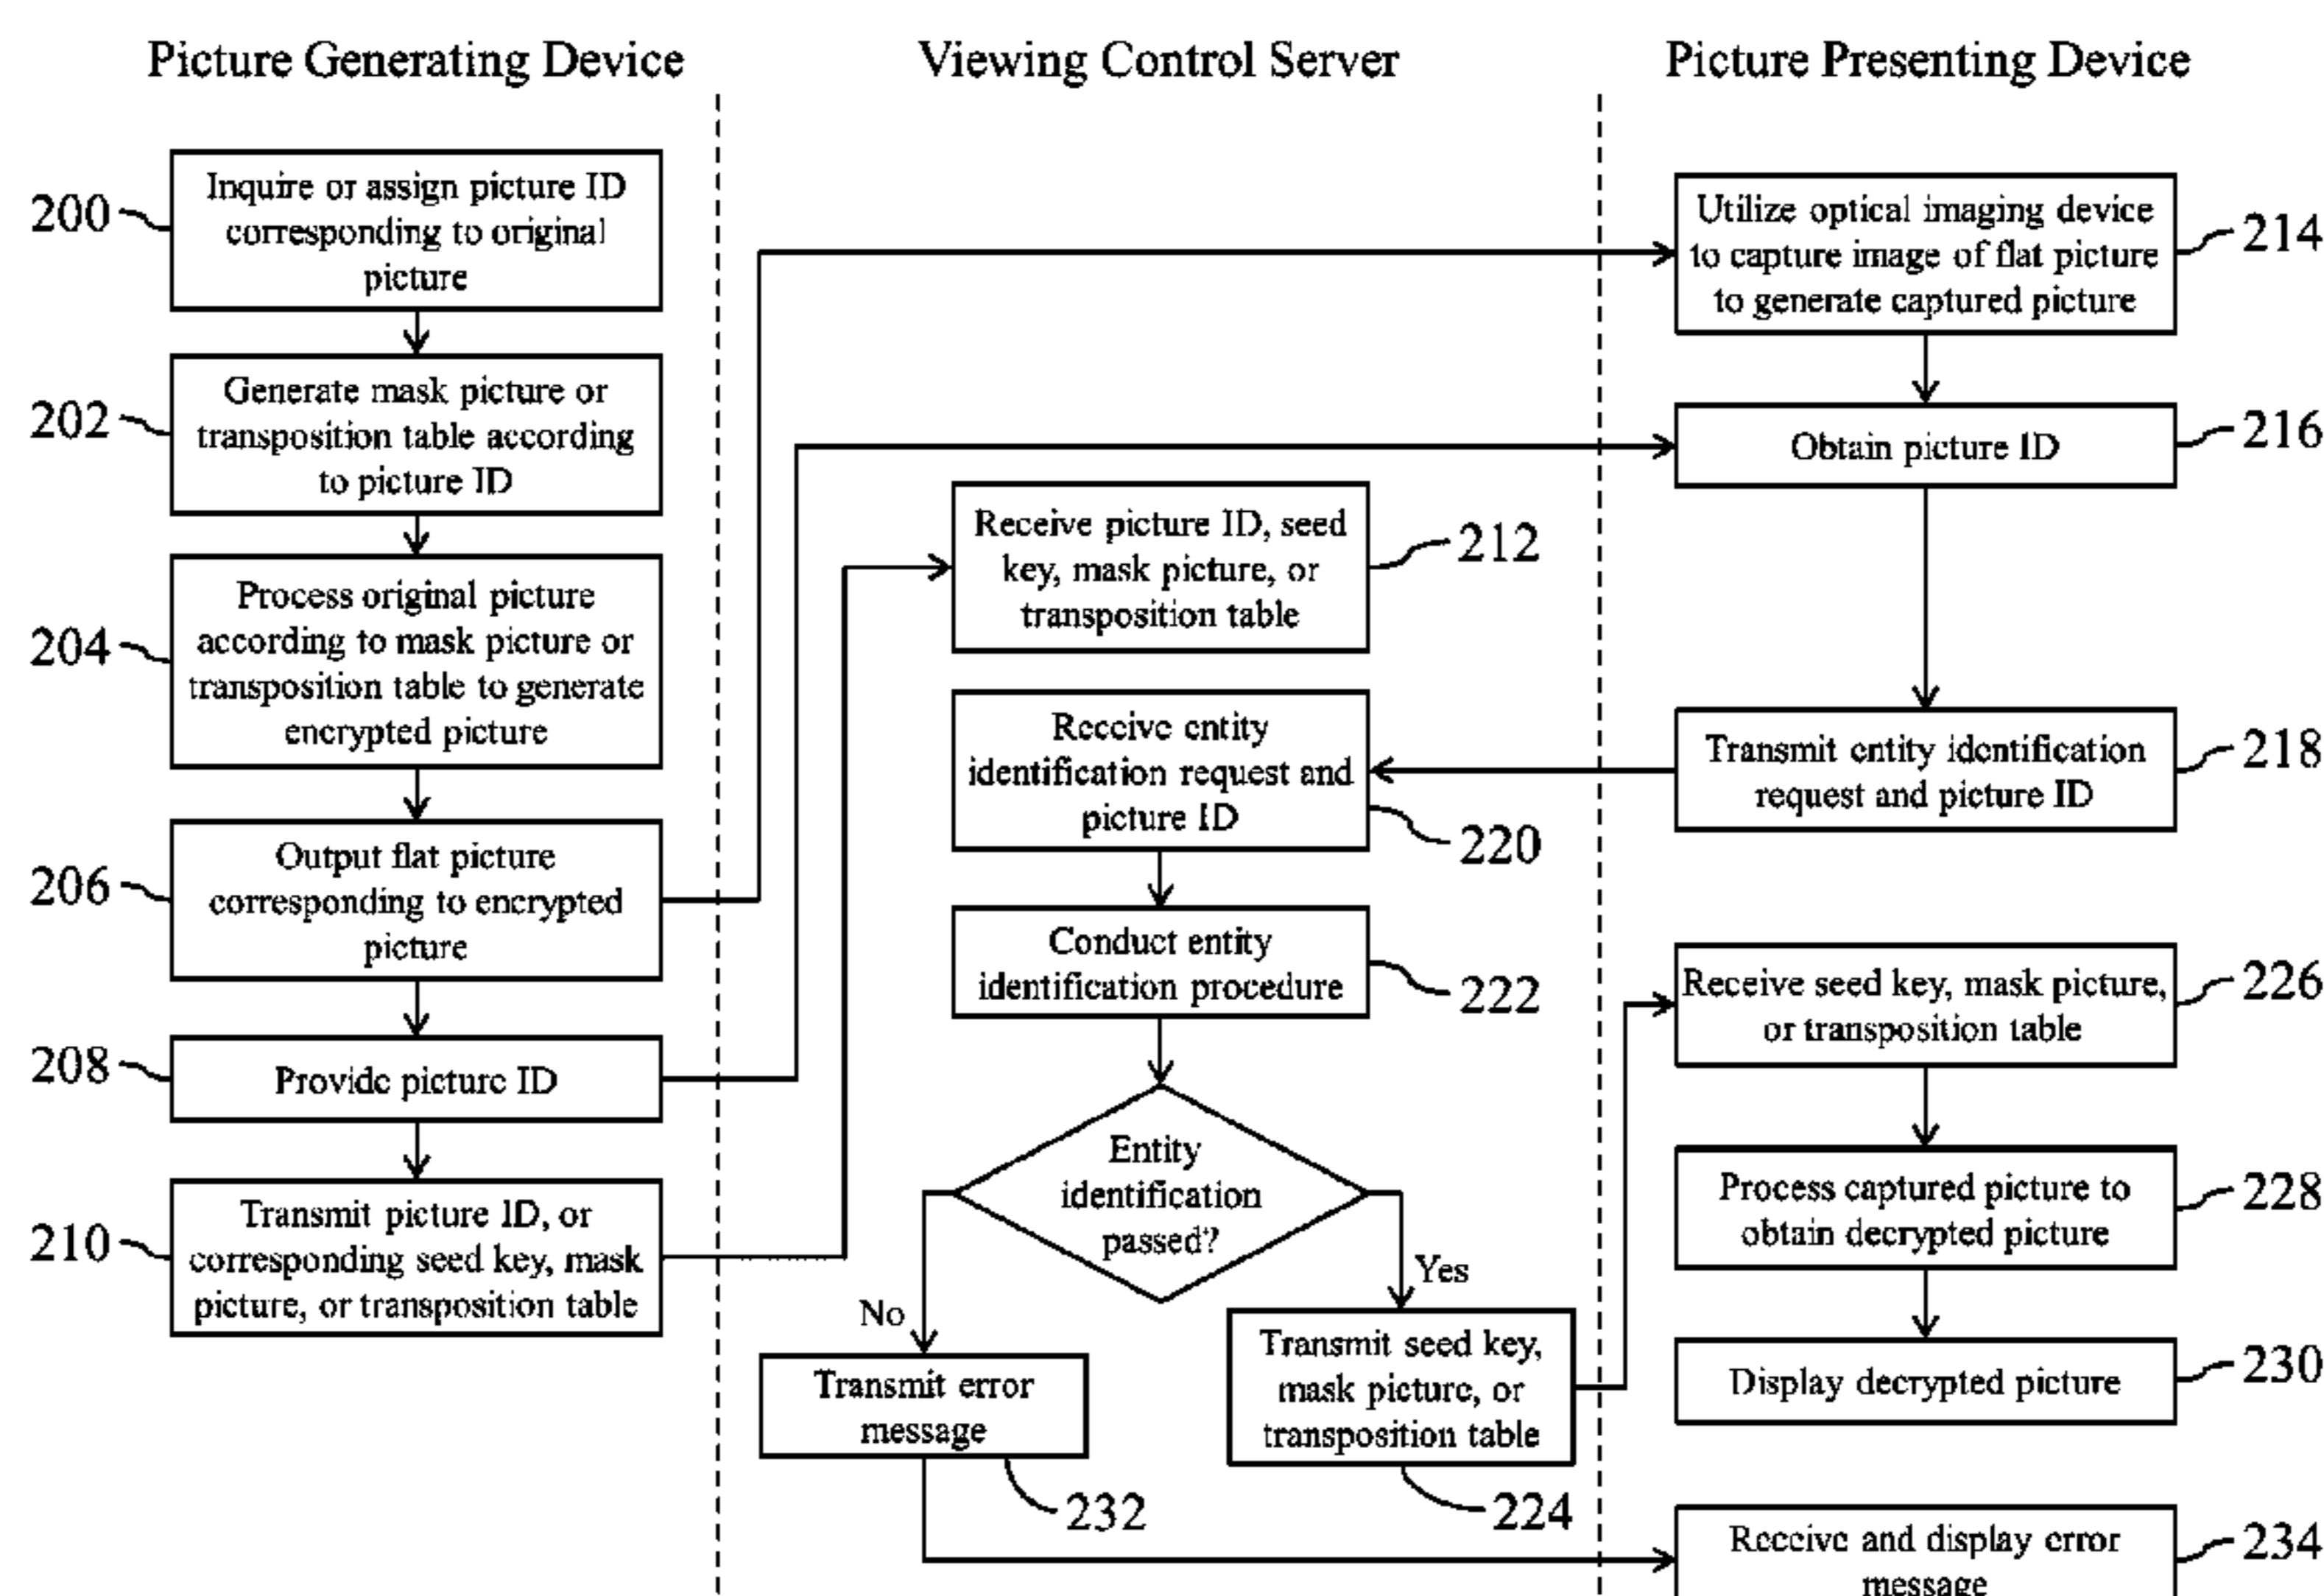 Picture Generating Device
Viewing Control Server
Picture Presenting Device
200
Inquire or assign picture ID
corresponding to original
picture
202
Generate mask picture or
transposition table according
to picture ID
204
Process original picture
according to mask picture or
transposition table to generate
encrypted picture
206
Output flat picture
corresponding to encrypted
picture
208
Provide picture ID
210
Transmit picture ID, or
corresponding seed key, mask
picture, or transposition table
Receive picture ID, seed
key, mask picture, or
transposition table
212
Receive entity
identification request and
picture ID
220
Conduct entity
identification procedure
222
Entity
identification
passed?
No
Yes
Transmit error
message
232
Transmit seed key,
mask picture, or
transposition table
224
Utilize optical imaging device
to capture image of flat picture
to generate captured picture
214
Obtain picture ID
216
Transmit entity identification
request and picture ID
218
Receive seed key, mask picture,
or transposition table
226
Process captured picture to
obtain decrypted picture
228
Display decrypted picture
230
Receive and display error
message
234